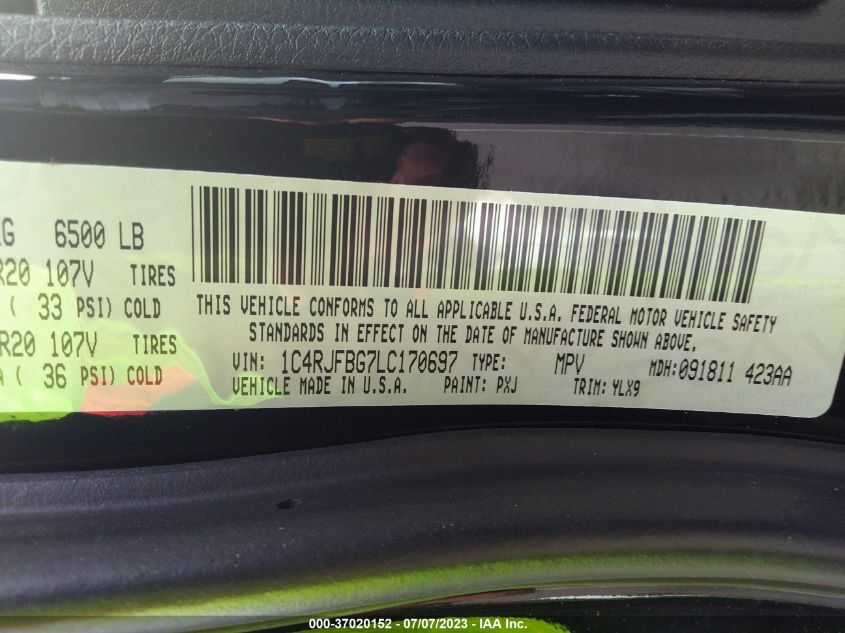 KG 6500 LB
R20 107V TIRES
( 33 PSI) COLD
R20 107V TIRES
A ( 36 PSI) COLD
THIS VEHICLE CONFORMS TO ALL APPLICABLE U.S.A. FEDERAL MOTOR VEHICLE SAFETY
STANDARDS IN EFFECT ON THE DATE OF MANUFACTURE SHOWN ABOVE.
VIN: 1C4RJFBG7LC170697 TYPE: MPV MDH:091811 423AA
VEHICLE MADE IN U.S.A. PAINT: PXJ TRIM: YLX9
000-37020152 - 07/07/2023 - IAA Inc.